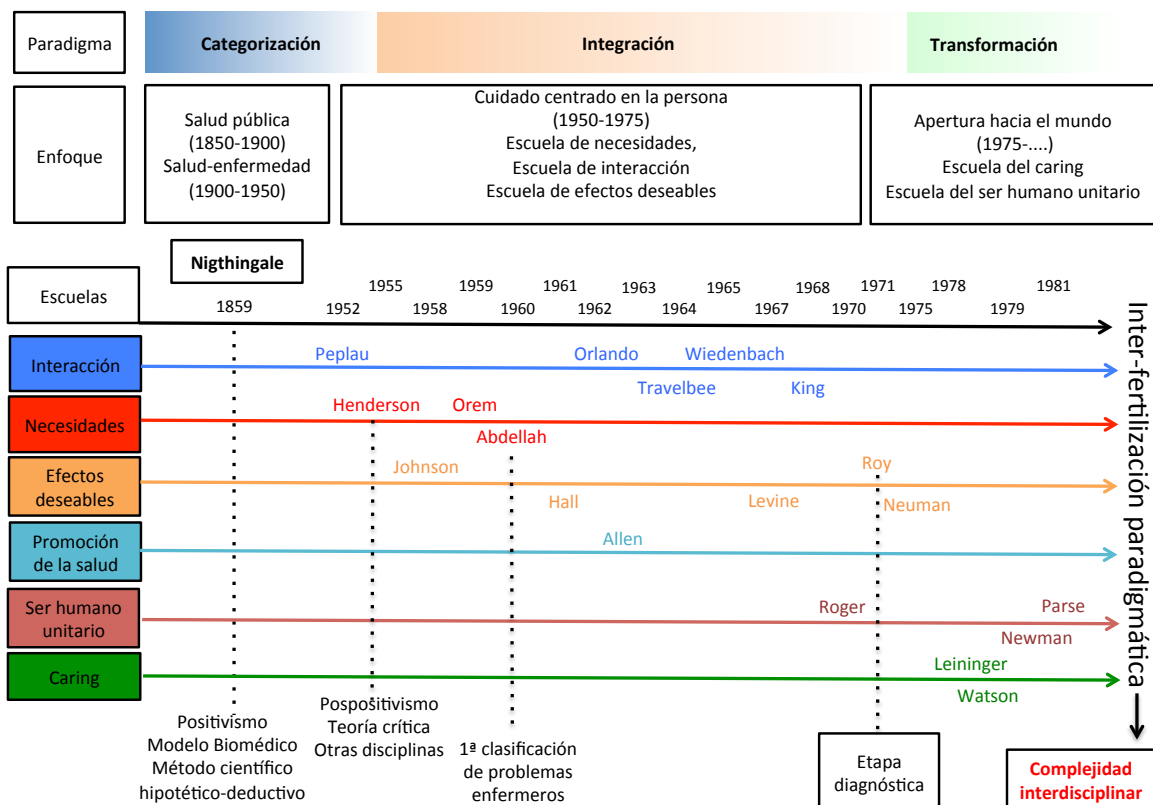 Paradigma
Categorización
Integración
Transformación
Enfoque
Salud pública
(1850-1900)
Salud-enfermedad
(1900-1950)
Cuidado centrado en la persona
(1950-1975)
Escuela de necesidades,
Escuela de interacción
Escuela de efectos deseables
Apertura hacia el mundo
(1975-....)
Escuela del caring
Escuela del ser humano unitario
Nigthingale
Escuelas
1859
1952
1955
1958
1959
1960
1961
1962
1963
1964
1965
1967
1968
1970
1971
1975
1978
1979
1981
Interacción
Peplau
Orlando
Wiedenbach
Travelbee
King
Necesidades
Henderson
Orem
Abdellah
Efectos
deseables
Johnson
Roy
Hall
Levine
Neuman
Promoción
de la salud
Allen
Ser humano
unitario
Roger
Parse
Newman
Caring
Leininger
Watson
Inter-fertilización paradigmática
Positivismo
Modelo Biomédico
Método científico
hipotético-deductivo
Pospositivismo
Teoría crítica
Otras disciplinas
1ª clasificación
de problemas
enfermeros
Etapa
diagnóstica
Complejidad
interdisciplinar